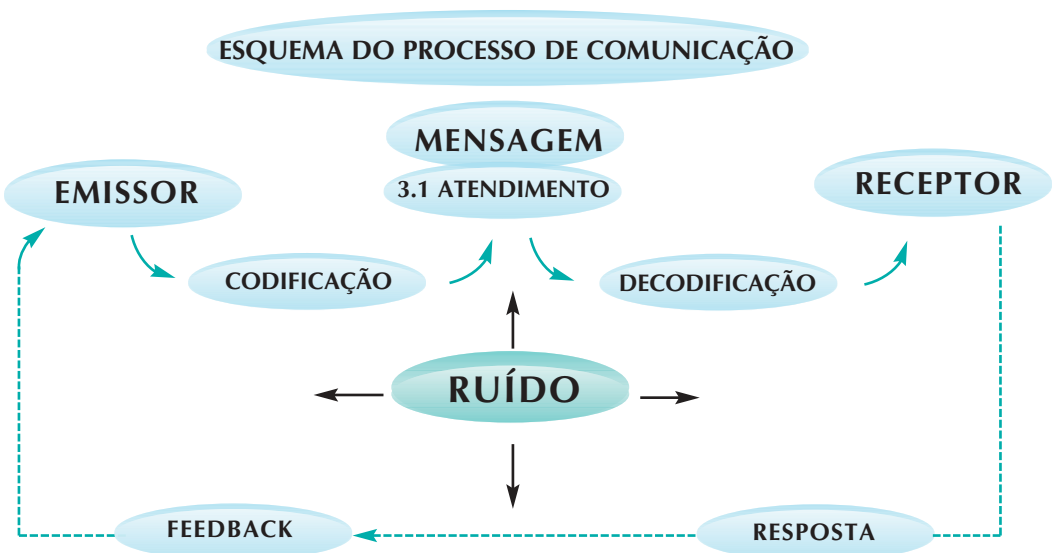 ESQUEMA DO PROCESSO DE COMUNICAÇÃO
MENSAGEM
3.1 ATENDIMENTO
EMISSOR
RECEPTOR
CODIFICAÇÃO
DECODIFICAÇÃO
RUÍDO
FEEDBACK
RESPOSTA